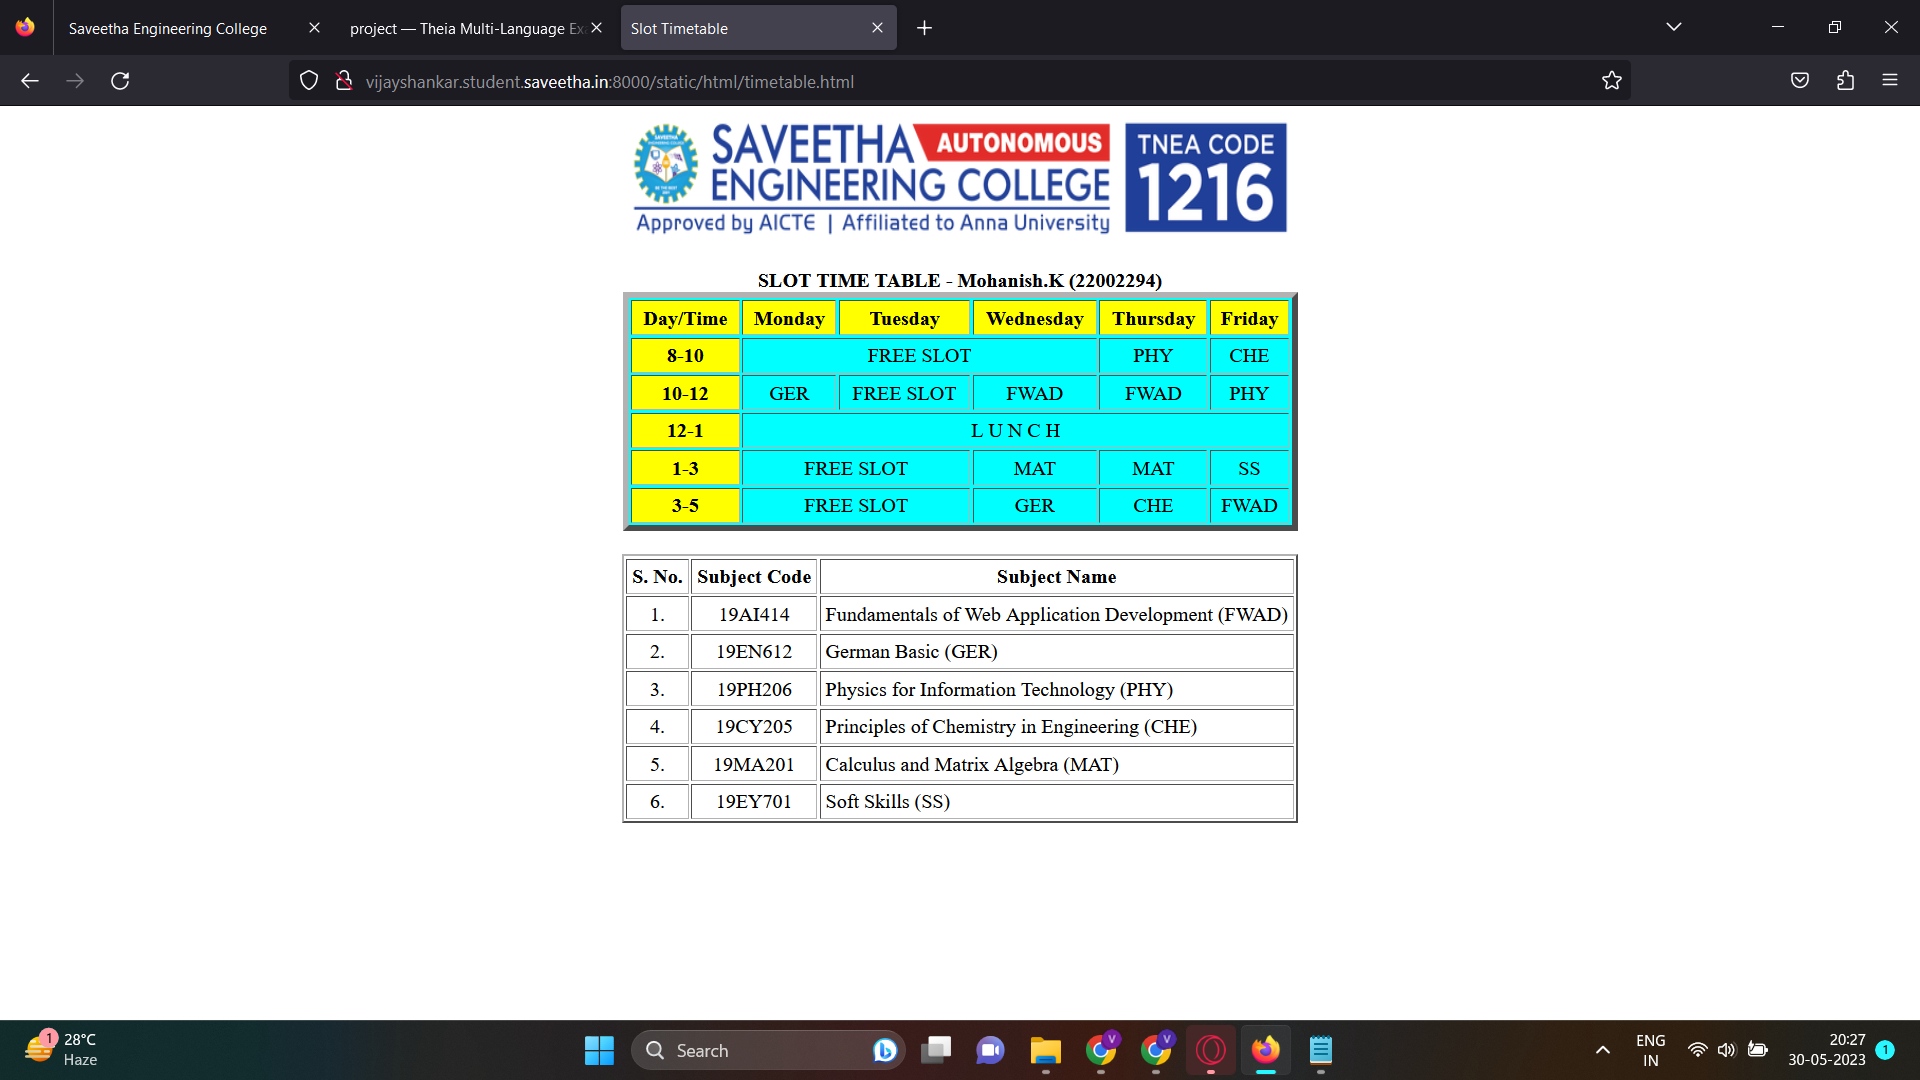 Saveetha Engineering College
project — Theia Multi-Language Ex
Slot Timetable
vijayshankar.student.saveetha.in:8000/static/html/timetable.html
SAVEETHA AUTONOMOUS
ENGINEERING COLLEGE
Approved by AICTE | Affiliated to Anna University
TNEA CODE
1216
SLOT TIME TABLE - Mohanish.K (22002294)
Day/Time Monday Tuesday Wednesday Thursday Friday
8-10 FREE SLOT PHY CHE
10-12 GER FREE SLOT FWAD FWAD PHY
12-1 L U N C H
1-3 FREE SLOT MAT MAT SS
3-5 FREE SLOT GER CHE FWAD
S. No. Subject Code Subject Name
1. 19AI414 Fundamentals of Web Application Development (FWAD)
2. 19EN612 German Basic (GER)
3. 19PH206 Physics for Information Technology (PHY)
4. 19CY205 Principles of Chemistry in Engineering (CHE)
5. 19MA201 Calculus and Matrix Algebra (MAT)
6. 19EY701 Soft Skills (SS)
1
28°C
Haze
Search
V
V
ENG
IN
20:27
30-05-2023
1